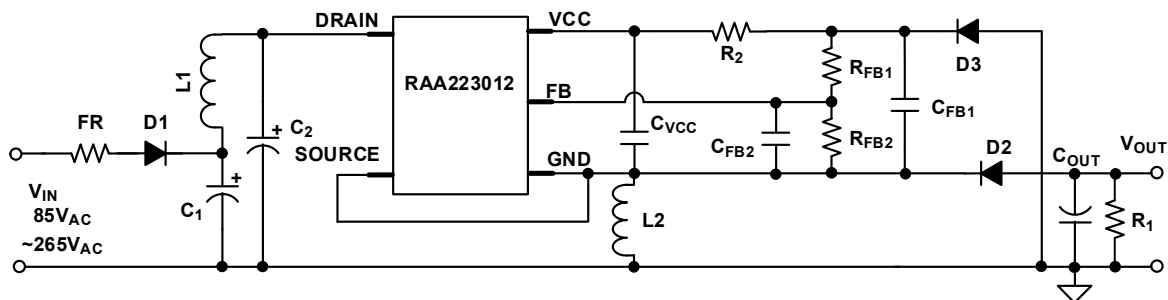 DRAIN
VCC
R2
RFB1
D3
L1
RAA223012
FB
CFB1
FR
D1
C2
SOURCE
CVCC
CFB2
RFB2
GND
D2
COUT
VOUT
VIN
85VAC
~265VAC
C1
L2
R1
+
+